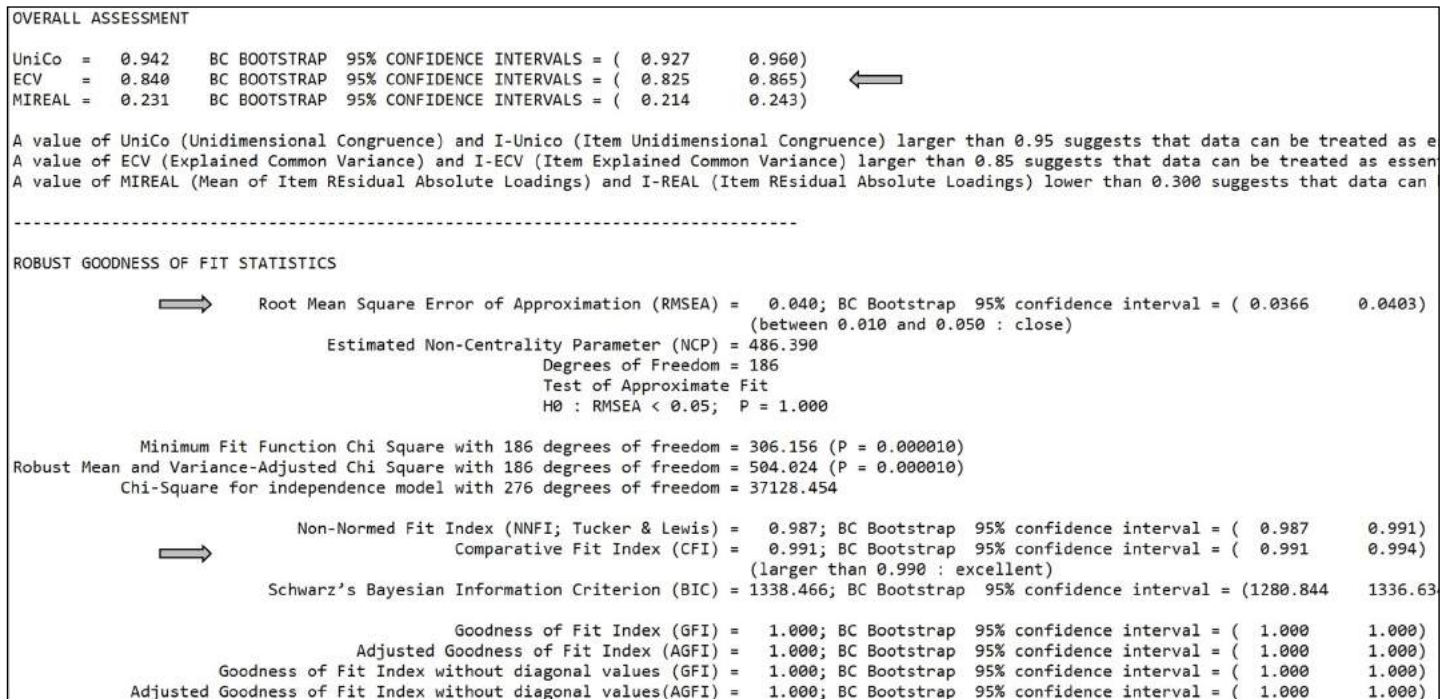 OVERALL ASSESSMENT
UniCo = 0.942 BC BOOTSTRAP 95% CONFIDENCE INTERVALS = ( 0.927 0.960)
ECV = 0.840 BC BOOTSTRAP 95% CONFIDENCE INTERVALS = ( 0.825 0.865)
MIREAL = 0.231 BC BOOTSTRAP 95% CONFIDENCE INTERVALS = ( 0.214 0.243)
A value of UniCo (Unidimensional Congruence) and I-Unico (Item Unidimensional Congruence) larger than 0.95 suggests that data can be treated as e
A value of ECV (Explained Common Variance) and I-ECV (Item Explained Common Variance) larger than 0.85 suggests that data can be treated as essen
A value of MIREAL (Mean of Item REsidual Absolute Loadings) and I-REAL (Item REsidual Absolute Loadings) lower than 0.300 suggests that data can
--------------------------------------------------------------------------------
ROBUST GOODNESS OF FIT STATISTICS
Root Mean Square Error of Approximation (RMSEA) = 0.040; BC Bootstrap 95% confidence interval = ( 0.0366 0.0403)
(between 0.010 and 0.050 : close)
Estimated Non-Centrality Parameter (NCP) = 486.390
Degrees of Freedom = 186
Test of Approximate Fit
H0 : RMSEA < 0.05; P = 1.000
Minimum Fit Function Chi Square with 186 degrees of freedom = 306.156 (P = 0.000010)
Robust Mean and Variance-Adjusted Chi Square with 186 degrees of freedom = 504.024 (P = 0.000010)
Chi-Square for independence model with 276 degrees of freedom = 37128.454
Non-Normed Fit Index (NNFI; Tucker & Lewis) = 0.987; BC Bootstrap 95% confidence interval = ( 0.987 0.991)
Comparative Fit Index (CFI) = 0.991; BC Bootstrap 95% confidence interval = ( 0.991 0.994)
(larger than 0.990 : excellent)
Schwarz's Bayesian Information Criterion (BIC) = 1338.466; BC Bootstrap 95% confidence interval = (1280.844 1336.634
Goodness of Fit Index (GFI) = 1.000; BC Bootstrap 95% confidence interval = ( 1.000 1.000)
Adjusted Goodness of Fit Index (AGFI) = 1.000; BC Bootstrap 95% confidence interval = ( 1.000 1.000)
Goodness of Fit Index without diagonal values (GFI) = 1.000; BC Bootstrap 95% confidence interval = ( 1.000 1.000)
Adjusted Goodness of Fit Index without diagonal values(AGFI) = 1.000; BC Bootstrap 95% confidence interval = ( 1.000 1.000)